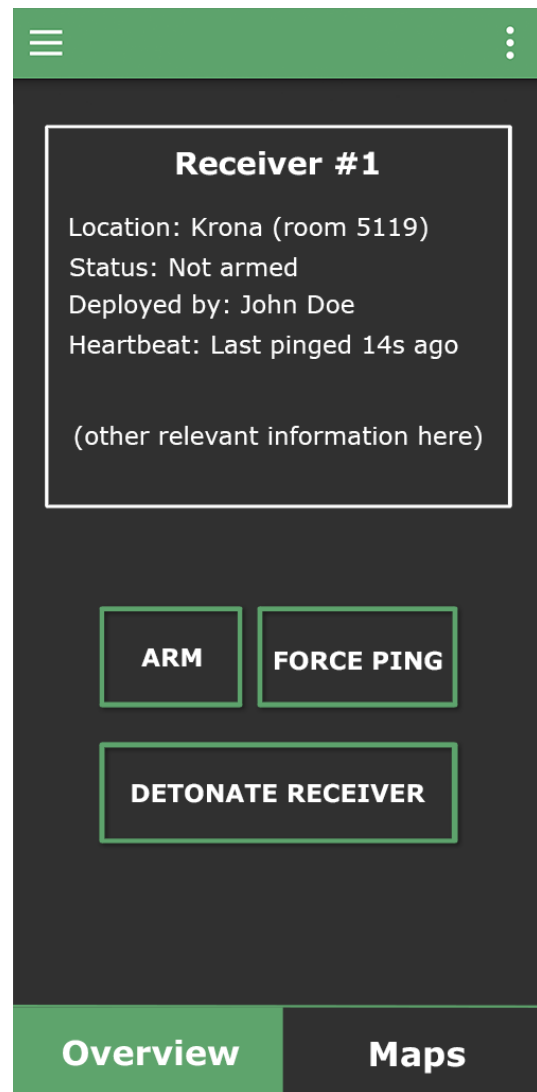 Receiver #1
Location: Krona (room 5119)
Status: Not armed
Deployed by: John Doe
Heartbeat: Last pinged 14s ago
(other relevant information here)
ARM
FORCE PING
DETONATE RECEIVER
Overview
Maps